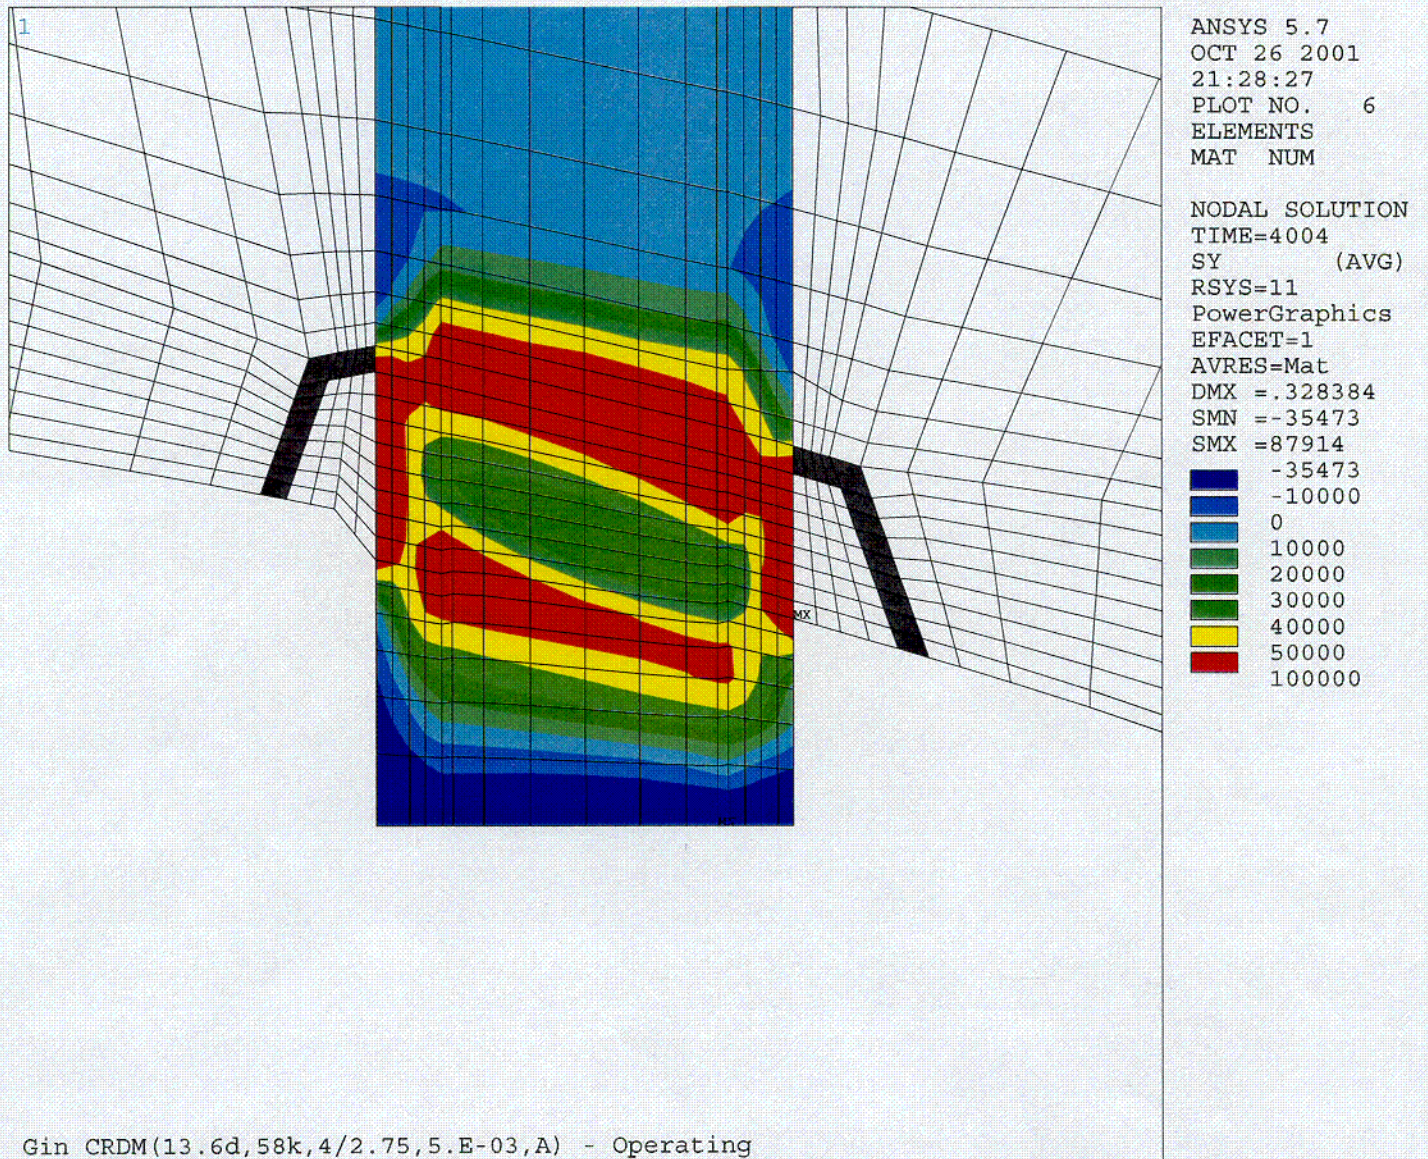 1
ANSYS 5.7
OCT 26 2001
21:28:27
PLOT NO. 6
ELEMENTS
MAT NUM
NODAL SOLUTION
TIME=4004
SY (AVG)
RSYS=11
PowerGraphics
EFACET=1
AVRES=Mat
DMX =.328384
SMN =-35473
SMX =87914
-35473
-10000
0
10000
20000
30000
40000
50000
100000
MX
Gin CRDM(13.6d,58k,4/2.75,5.E-03,A) - Operating